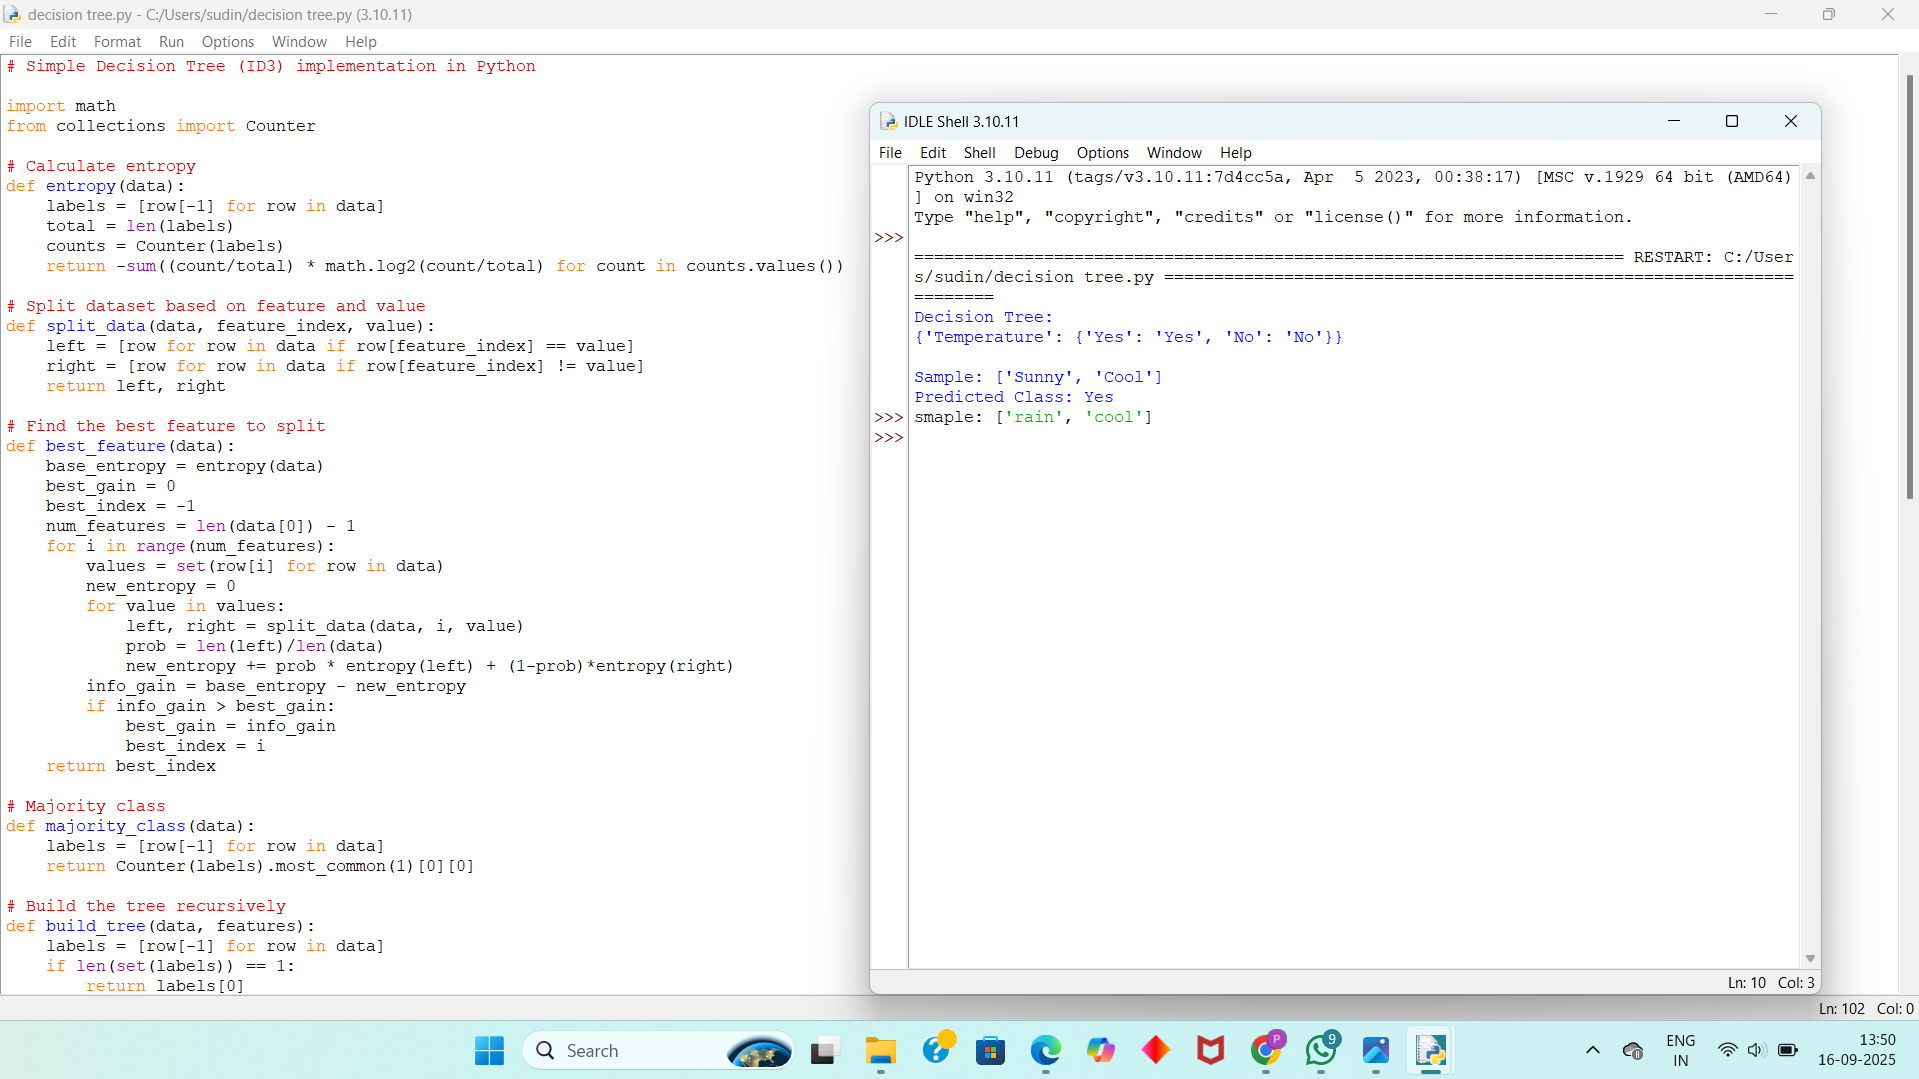 decision tree.py - C:/Users/sudin/decision tree.py (3.10.11)
File Edit Format Run Options Window Help
# Simple Decision Tree (ID3) implementation in Python
import math
from collections import Counter
# Calculate entropy
def entropy(data):
    labels = [row[-1] for row in data]
    total = len(labels)
    counts = Counter(labels)
    return -sum((count/total) * math.log2(count/total) for count in counts.values())
# Split dataset based on feature and value
def split_data(data, feature_index, value):
    left = [row for row in data if row[feature_index] == value]
    right = [row for row in data if row[feature_index] != value]
    return left, right
# Find the best feature to split
def best_feature(data):
    base_entropy = entropy(data)
    best_gain = 0
    best_index = -1
    num_features = len(data[0]) - 1
    for i in range(num_features):
        values = set(row[i] for row in data)
        new_entropy = 0
        for value in values:
            left, right = split_data(data, i, value)
            prob = len(left)/len(data)
            new_entropy += prob * entropy(left) + (1-prob)*entropy(right)
        info_gain = base_entropy - new_entropy
        if info_gain > best_gain:
            best_gain = info_gain
            best_index = i
    return best_index
# Majority class
def majority_class(data):
    labels = [row[-1] for row in data]
    return Counter(labels).most_common(1)[0][0]
# Build the tree recursively
def build_tree(data, features):
    labels = [row[-1] for row in data]
    if len(set(labels)) == 1:
        return labels[0]
IDLE Shell 3.10.11
File Edit Shell Debug Options Window Help
Python 3.10.11 (tags/v3.10.11:7d4cc5a, Apr  5 2023, 00:38:17) [MSC v.1929 64 bit (AMD64)
] on win32
Type "help", "copyright", "credits" or "license()" for more information.
>>>
======================================================================= RESTART: C:/User
s/sudin/decision tree.py ===============================================================
========
Decision Tree:
{'Temperature': {'Yes': 'Yes', 'No': 'No'}}
Sample: ['Sunny', 'Cool']
Predicted Class: Yes
>>> smaple: ['rain', 'cool']
>>>
Ln: 10 Col: 3
Ln: 102 Col: 0
Search
P
9
ENG
IN
13:50
16-09-2025